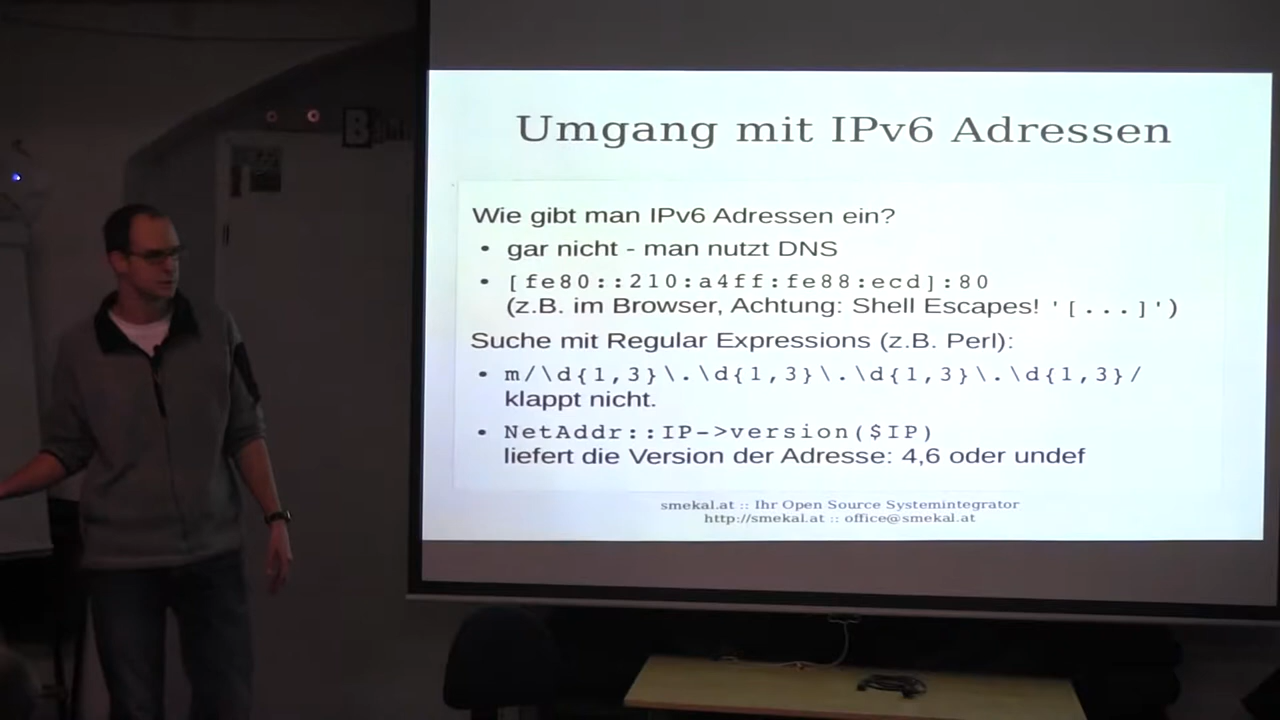 Umgang mit IPv6 Adressen
Wie gibt man IPv6 Adressen ein?
• gar nicht - man nutzt DNS
• [fe80::210:a4ff:fe88:ecd]:80
(z.B. im Browser, Achtung: Shell Escapes! '[...]')
Suche mit Regular Expressions (z.B. Perl):
• m/\d{1,3}\.\d{1,3}\.\d{1,3}\.\d{1,3}/
klappt nicht.
• NetAddr::IP->version($IP)
liefert die Version der Adresse: 4,6 oder undef
smekal.at :: Ihr Open Source Systemintegrator
http://smekal.at :: office@smekal.at